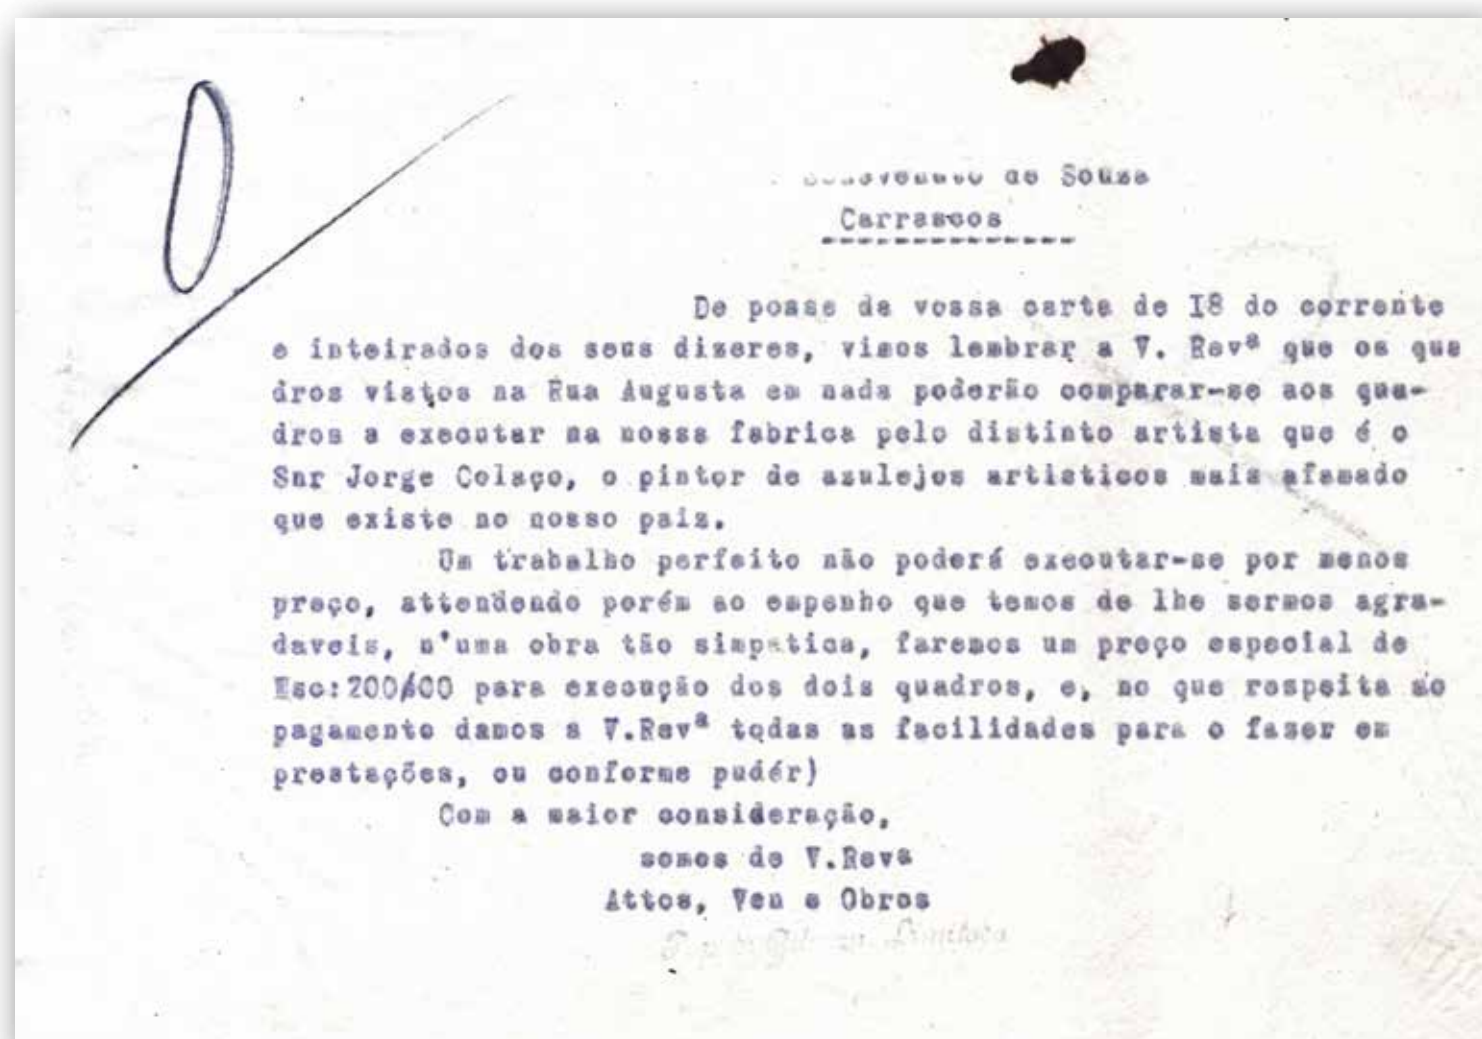 de Souza
Carrascos
De posse da vossa carta de I8 do corrente
e inteirados dos seus dizeres, vimos lembrar a V. Revª que os qua
dros vistos na Rua Augusta em nada poderão comparar-se aos qua-
dros a executar na nossa fabrica pelo distinto artista que é o
Snr Jorge Colaço, o pintor de azulejos artisticos mais afamado
que existe no nosso paiz.
Um trabalho perfeito não poderá executar-se por menos
preço, attendendo porém ao empenho que temos de lhe sermos agra-
daveis, n'uma obra tão simpatica, faremos um preço especial de
Esc:200$00 para execução dos dois quadros, e, no que respeita ao
pagamento damos a V.Revª todas as facilidades para o fazer em
prestações, ou conforme pudér)
Com a maior consideração,
somos de V.Reva
Attos, Ven e Obros
Limitada